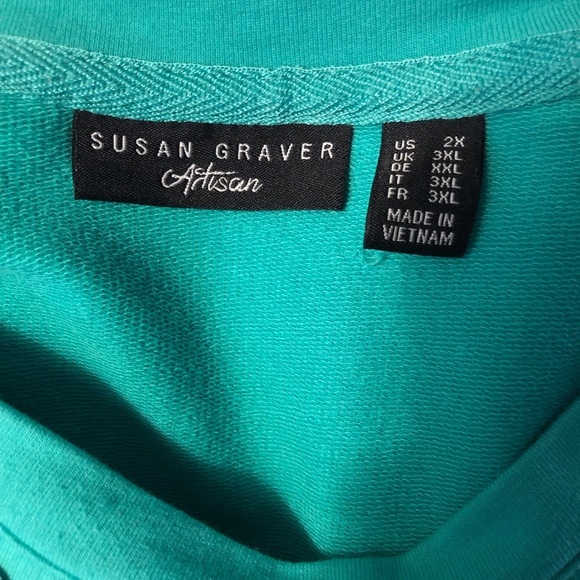 SUSAN GRAVER
Artisan
US 2X
UK 3XL
DE XXL
IT 3XL
FR 3XL
MADE IN
VIETNAM